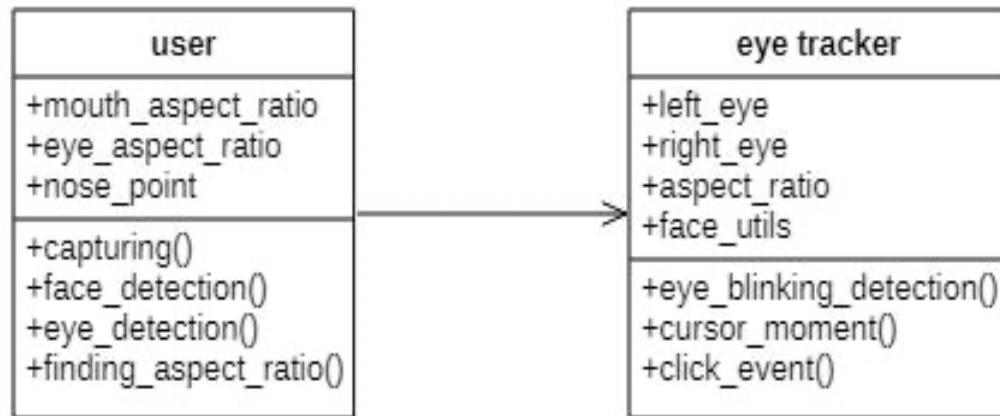 user
+mouth_aspect_ratio
+eye_aspect_ratio
+nose_point
+capturing()
+face_detection()
+eye_detection()
+finding_aspect_ratio()
eye tracker
+left_eye
+right_eye
+aspect_ratio
+face_utils
+eye_blinking_detection()
+cursor_moment()
+click_event()